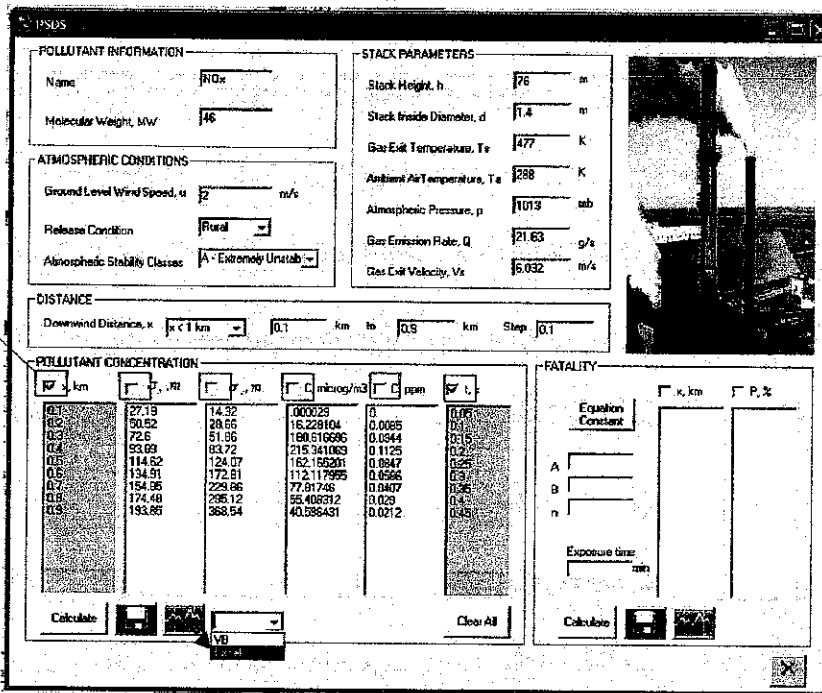 PSDS
POLLUTANT INFORMATION
Name NOx
Molecular Weight, MW 46
ATMOSPHERIC CONDITIONS
Ground Level Wind Speed, u 2 m/s
Release Condition Rural
Atmospheric Stability Classes A - Extremely Unstab
STACK PARAMETERS
Stack Height, h 76 m
Stack Inside Diameter, d 1.4 m
Gas Exit Temperature, Ts 477 K
Ambient Air Temperature, Ta 288 K
Atmospheric Pressure, p 1013 mb
Gas Emission Rate, Q 21.63 g/s
Gas Exit Velocity, Vs 6.032 m/s
DISTANCE
Downwind Distance, x x < 1 km 0.1 km to 0.9 km Step 0.1
POLLUTANT CONCENTRATION
x, km , m , m C microg/m3 C ppm t, s
0.1 27.19 14.32 .000029 0. 0.05
0.2 50.52 28.66 16.228104 0.0085 0.1
0.3 72.6 51.86 180.616696 0.0944 0.15
0.4 93.89 83.72 215.341069 0.1125 0.2
0.5 114.62 124.07 162.165201 0.0847 0.25
0.6 134.91 172.81 112.117955 0.0586 0.3
0.7 154.85 229.86 77.81746 0.0407 0.35
0.8 174.48 295.12 55.408312 0.029 0.4
0.9 193.85 368.54 40.586431 0.0212 0.45
Calculate
VB
Clear All
FATALITY
x, km P, %
Equation
Constant
A
B
n
Exposure time
min
Calculate